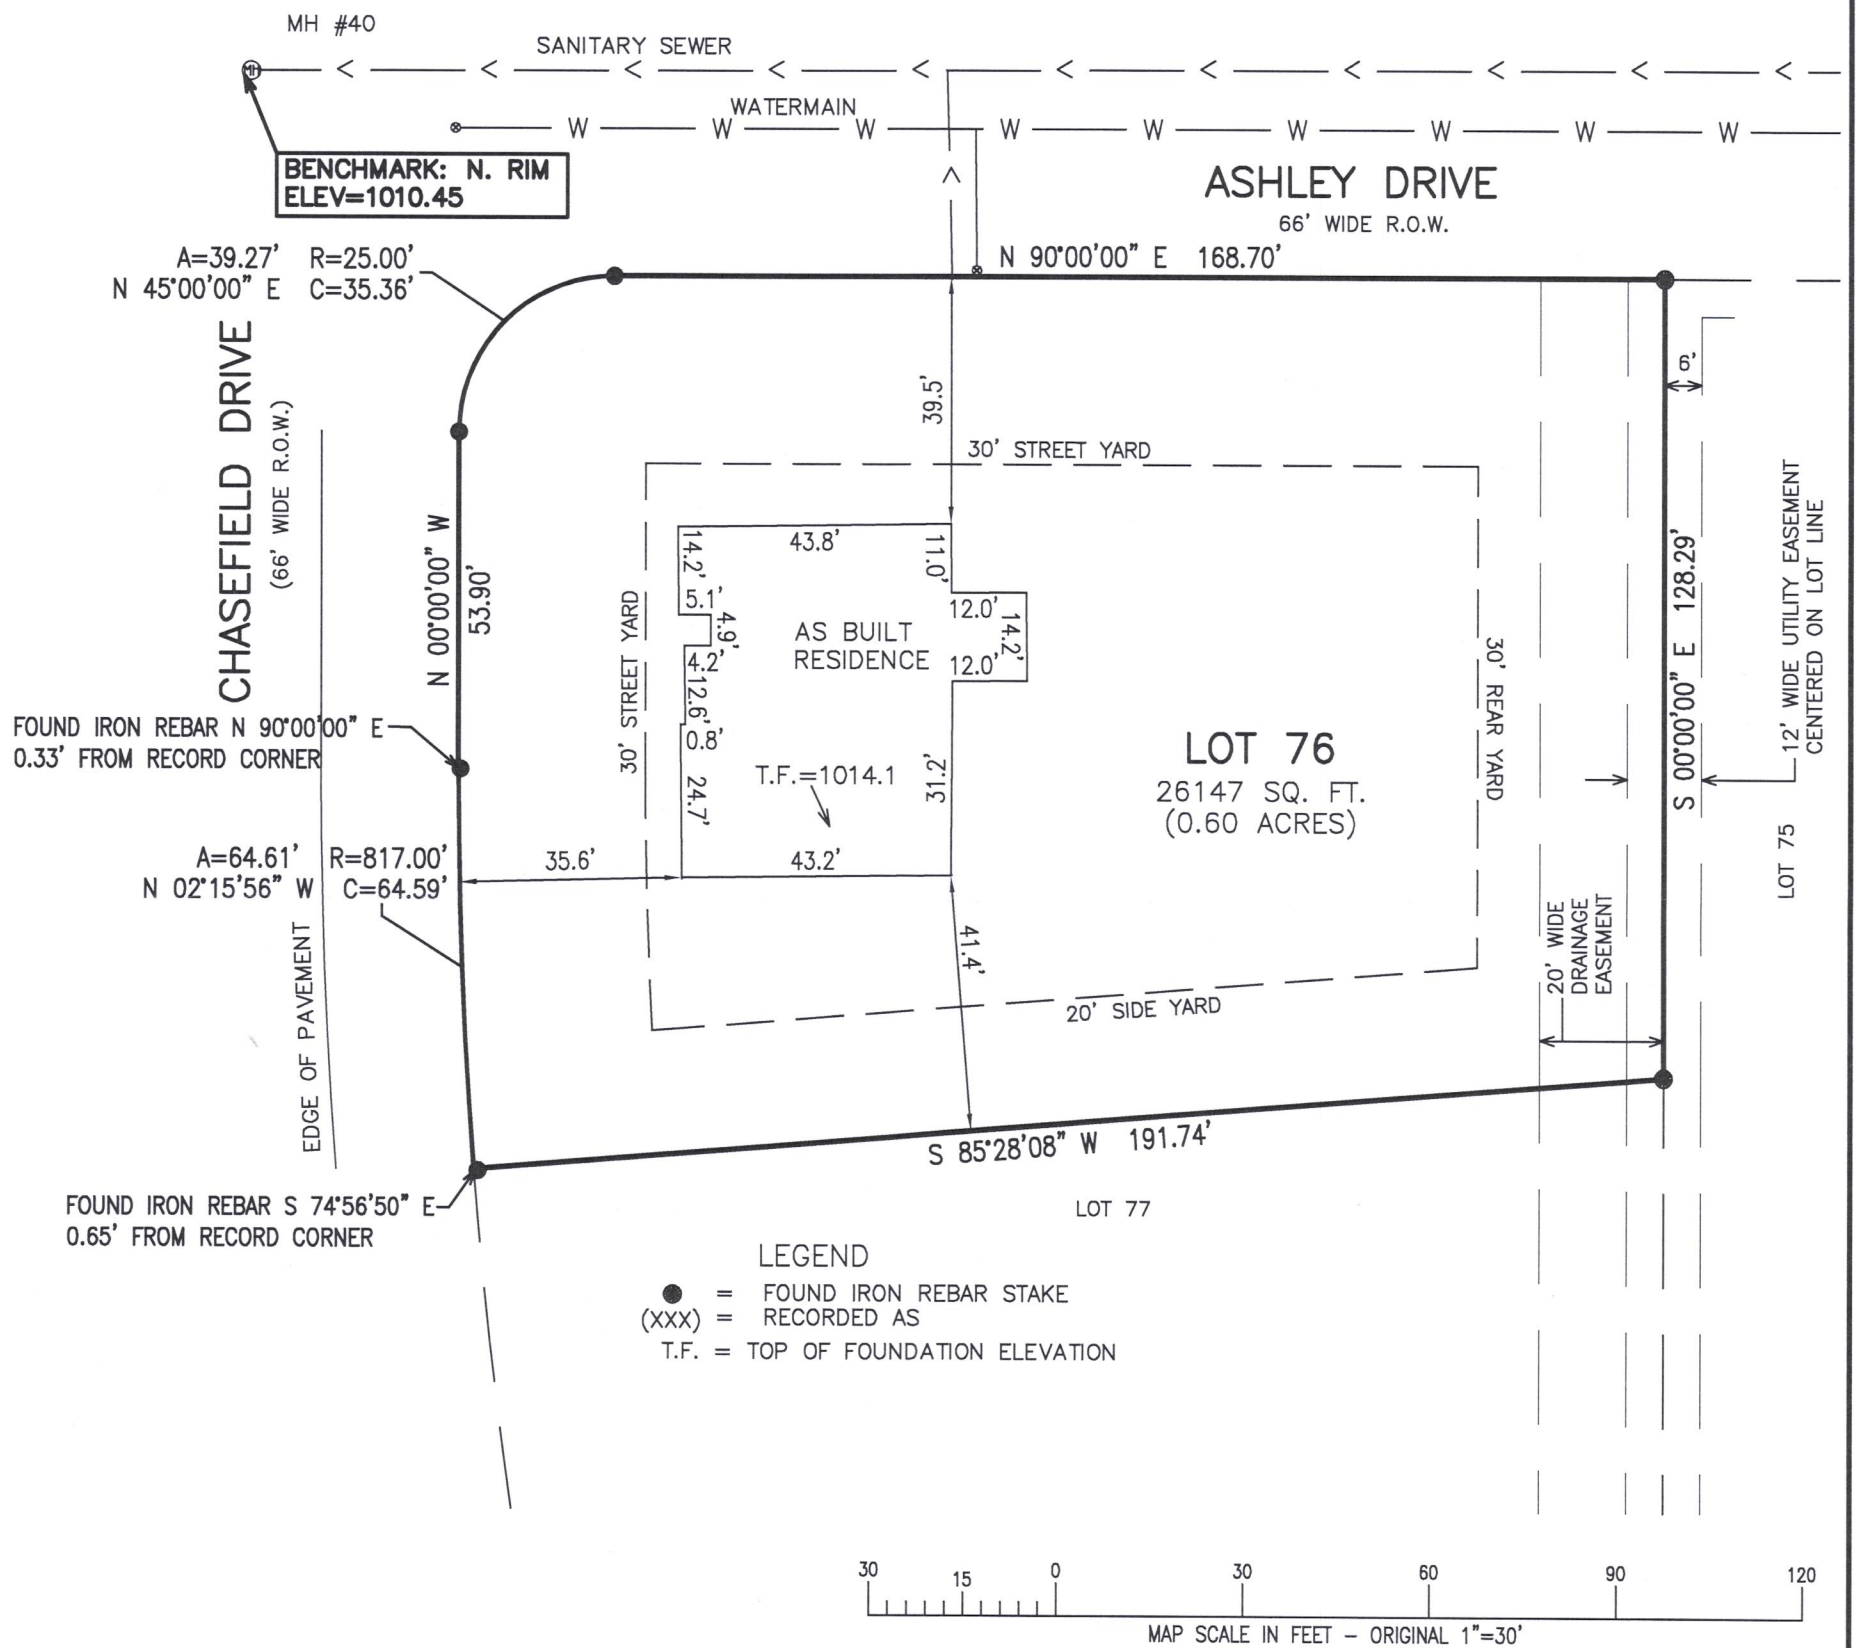 MH #40
SANITARY SEWER
MH
WATERMAIN
W W W W W W W W W
BENCHMARK: N. RIM
ELEV=1010.45
ASHLEY DRIVE
66' WIDE R.O.W.
N 90°00'00" E 168.70'
A=39.27' R=25.00'
N 45°00'00" E C=35.36'
CHASEFIELD DRIVE
(66' WIDE R.O.W.)
N 00°00'00" W
53.90'
6'
39.5'
30' STREET YARD
43.8'
14.2'
11.0'
5.1'
4.9'
12.0'
14.2'
AS BUILT
RESIDENCE
4.2'
12.0'
12.6'
0.8'
30' STREET YARD
30' REAR YARD
S 00°00'00" E 128.29'
12' WIDE UTILITY EASEMENT
CENTERED ON LOT LINE
FOUND IRON REBAR N 90°00'00" E
0.33' FROM RECORD CORNER
LOT 76
26147 SQ. FT.
(0.60 ACRES)
T.F.=1014.1
24.7'
31.2'
A=64.61' R=817.00'
N 02°15'56" W C=64.59'
35.6'
43.2'
LOT 75
41.4'
20' WIDE
DRAINAGE
EASEMENT
EDGE OF PAVEMENT
20' SIDE YARD
S 85°28'08" W 191.74'
FOUND IRON REBAR S 74°56'50" E
0.65' FROM RECORD CORNER
LOT 77
LEGEND
= FOUND IRON REBAR STAKE
(XXX) = RECORDED AS
T.F. = TOP OF FOUNDATION ELEVATION
30 15 0 30 60 90 120
MAP SCALE IN FEET – ORIGINAL 1"=30'